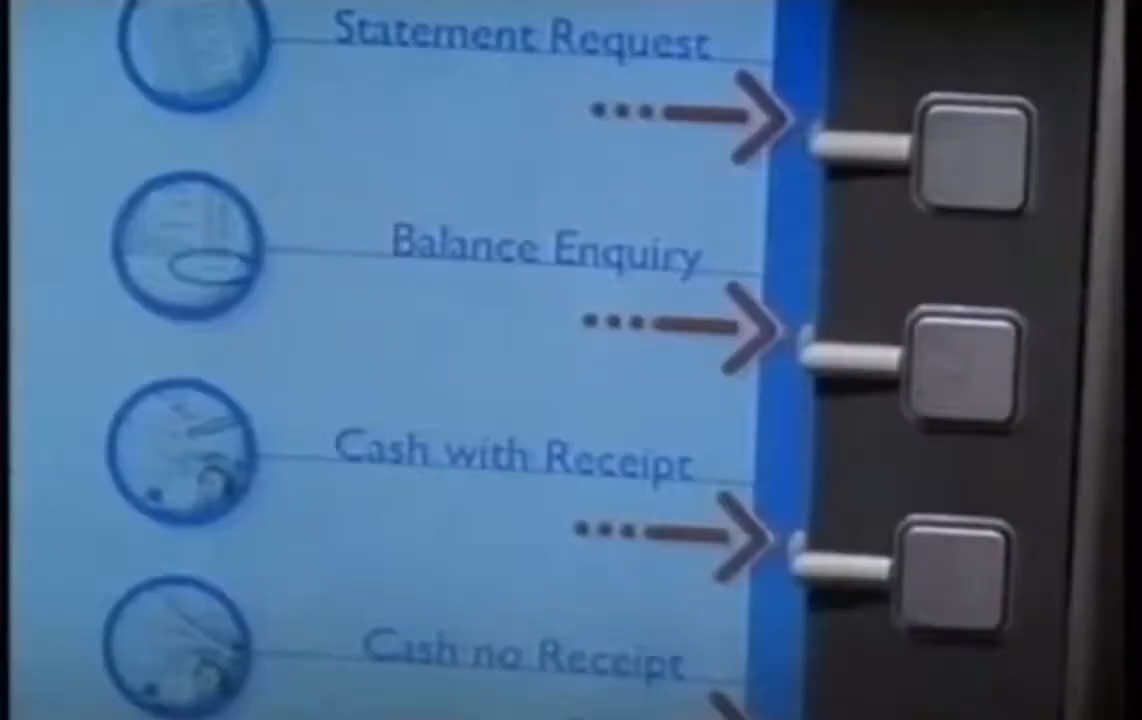 Statement Request
Balance Enquiry
Cash with Receipt
Cash no Receipt